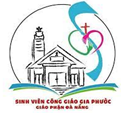 SINH VIÊN CÔNG GIÁO GIA PHƯỚC
GIÁO PHẬN ĐÀ NẴNG